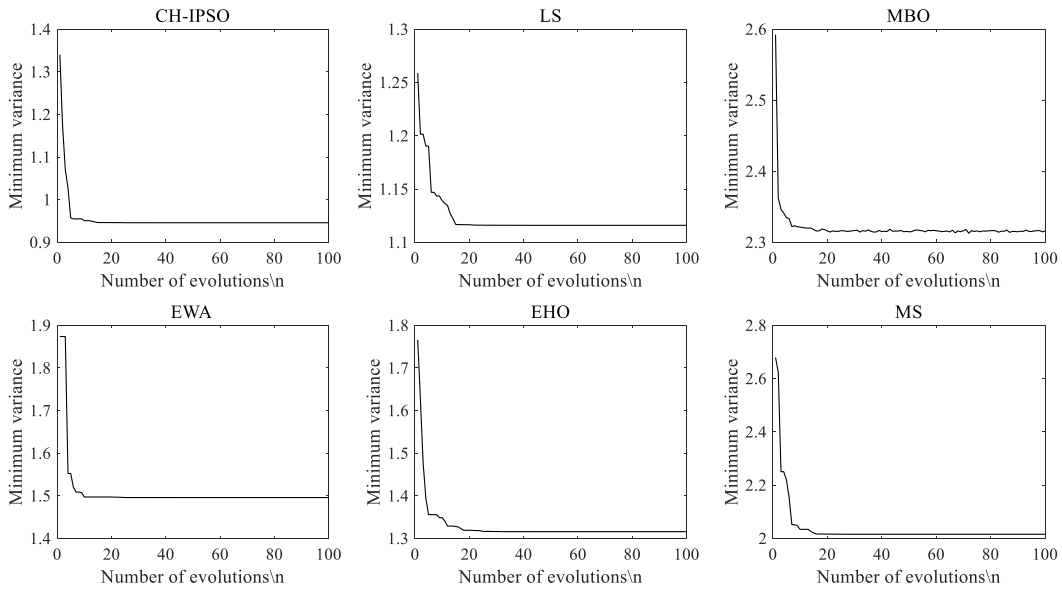 CH-IPSO
Minimum variance
1.4
1.3
1.2
1.1
1
0.9
0 20 40 60 80 100
Number of evolutions\n
LS
Minimum variance
1.3
1.25
1.2
1.15
1.1
0 20 40 60 80 100
Number of evolutions\n
MBO
Minimum variance
2.6
2.5
2.4
2.3
0 20 40 60 80 100
Number of evolutions\n
EWA
Minimum variance
1.9
1.8
1.7
1.6
1.5
1.4
0 20 40 60 80 100
Number of evolutions\n
EHO
Minimum variance
1.8
1.7
1.6
1.5
1.4
1.3
0 20 40 60 80 100
Number of evolutions\n
MS
Minimum variance
2.8
2.6
2.4
2.2
2
0 20 40 60 80 100
Number of evolutions\n